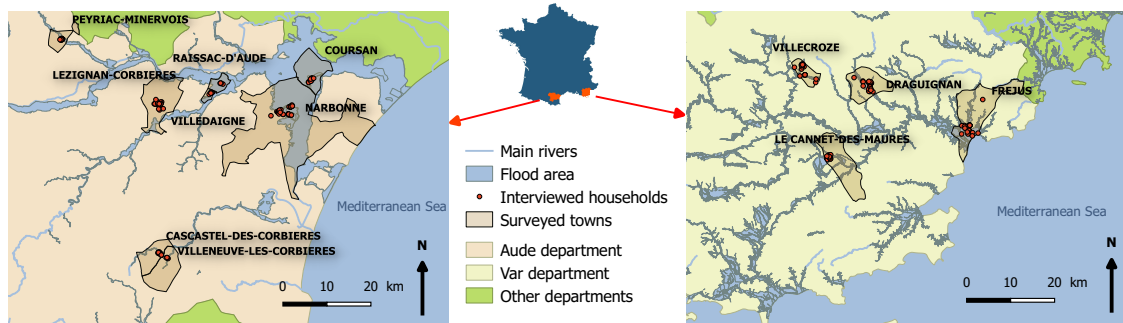 PEYRIAC-MINERVOIS
COURSAN
RAISSAC-D'AUDE
LEZIGNAN-CORBIERES
NARBONNE
VILLEDAIGNE
Mediterranean Sea
CASCASTEL-DES-CORBIERES
VILLENEUVE-LES-CORBIERES
N
0 10 20 km
Main rivers
Flood area
Interviewed households
Surveyed towns
Aude department
Var department
Other departments
VILLECROZE
DRAGUIGNAN
FREJUS
LE CANNET-DES-MAURES
Mediterranean Sea
N
0 10 20 km